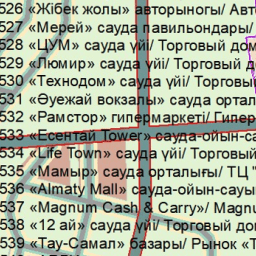 526 «Жібек жолы» авторыногы/ Авт
527 «Мерей» сауда павильондары/
528 «ЦУМ» сауда үйі/ Торговый дом
529 «Люмир» сауда үйі/ Торговый д
530 «Технодом» сауда үйі/ Торговы
531 «Әуежай вокзалы» сауда ортал
532 «Рамстор» гипермаркеті/ Гипер
533 «Есентай Tower» сауда-ойын-са
534 «Life Town» сауда үйі/ Торговый
535 «Мамыр» сауда орталығы/ ТЦ "
536 «Almaty Mall» сауда-ойын-сауы
537 «Magnum Cash & Carry»/ Magnu
538 «12 ай» сауда үйі/ Торговый до
539 «Тау-Самал» базары/ Рынок «Т